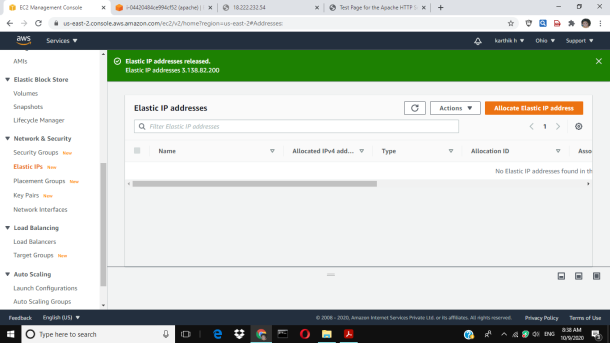 EC2 Management Console
i-04420484ce994cf52 (apache) |
18.222.232.54
Test Page for the Apache HTTP S
us-east-2.console.aws.amazon.com/ec2/v2/home?region=us-east-2#Addresses:
aws
Services
karthik h
Ohio
Support
AMIs
Elastic Block Store
Volumes
Snapshots
Lifecycle Manager
Network & Security
Security Groups New
Elastic IPs New
Placement Groups New
Key Pairs New
Network Interfaces
Load Balancing
Load Balancers
Target Groups New
Auto Scaling
Launch Configurations
Auto Scaling Groups
Elastic IP addresses released.
Elastic IP addresses 3.138.82.200
Elastic IP addresses
Actions
Allocate Elastic IP address
Filter Elastic IP addresses
1
Name
Allocated IPv4 add...
Type
Allocation ID
Asso
No Elastic IP addresses found in th
Feedback
English (US)
© 2008 - 2020, Amazon Internet Services Private Ltd. or its affiliates. All rights reserved.
Privacy Policy
Terms of Use
Type here to search
ENG
8:38 AM
10/9/2020